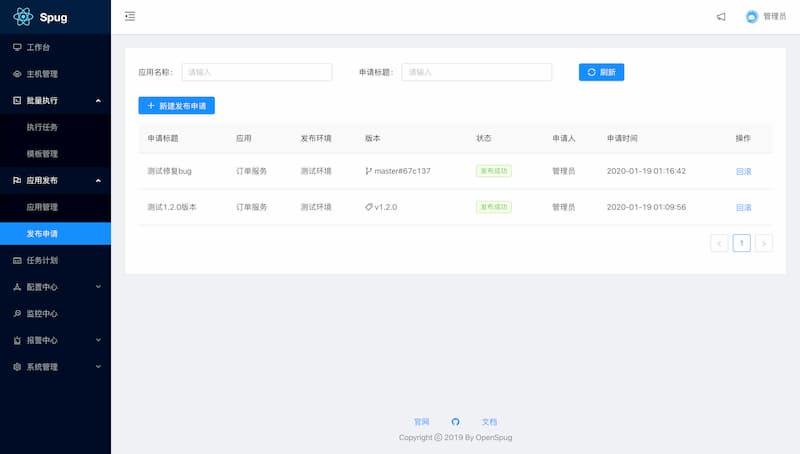 Spug
管理员
工作台
主机管理
批量执行
执行任务
模板管理
应用发布
应用管理
发布申请
任务计划
配置中心
监控中心
报警中心
系统管理
应用名称: 请输入 申请标题: 请输入 刷新
新建发布申请
申请标题 应用 发布环境 版本 状态 申请人 申请时间 操作
测试修复bug 订单服务 测试环境 master#67c137 发布成功 管理员 2020-01-19 01:16:42 回滚
测试1.2.0版本 订单服务 测试环境 v1.2.0 发布成功 管理员 2020-01-19 01:09:56 回滚
1
官网 文档
Copyright © 2019 By OpenSpug